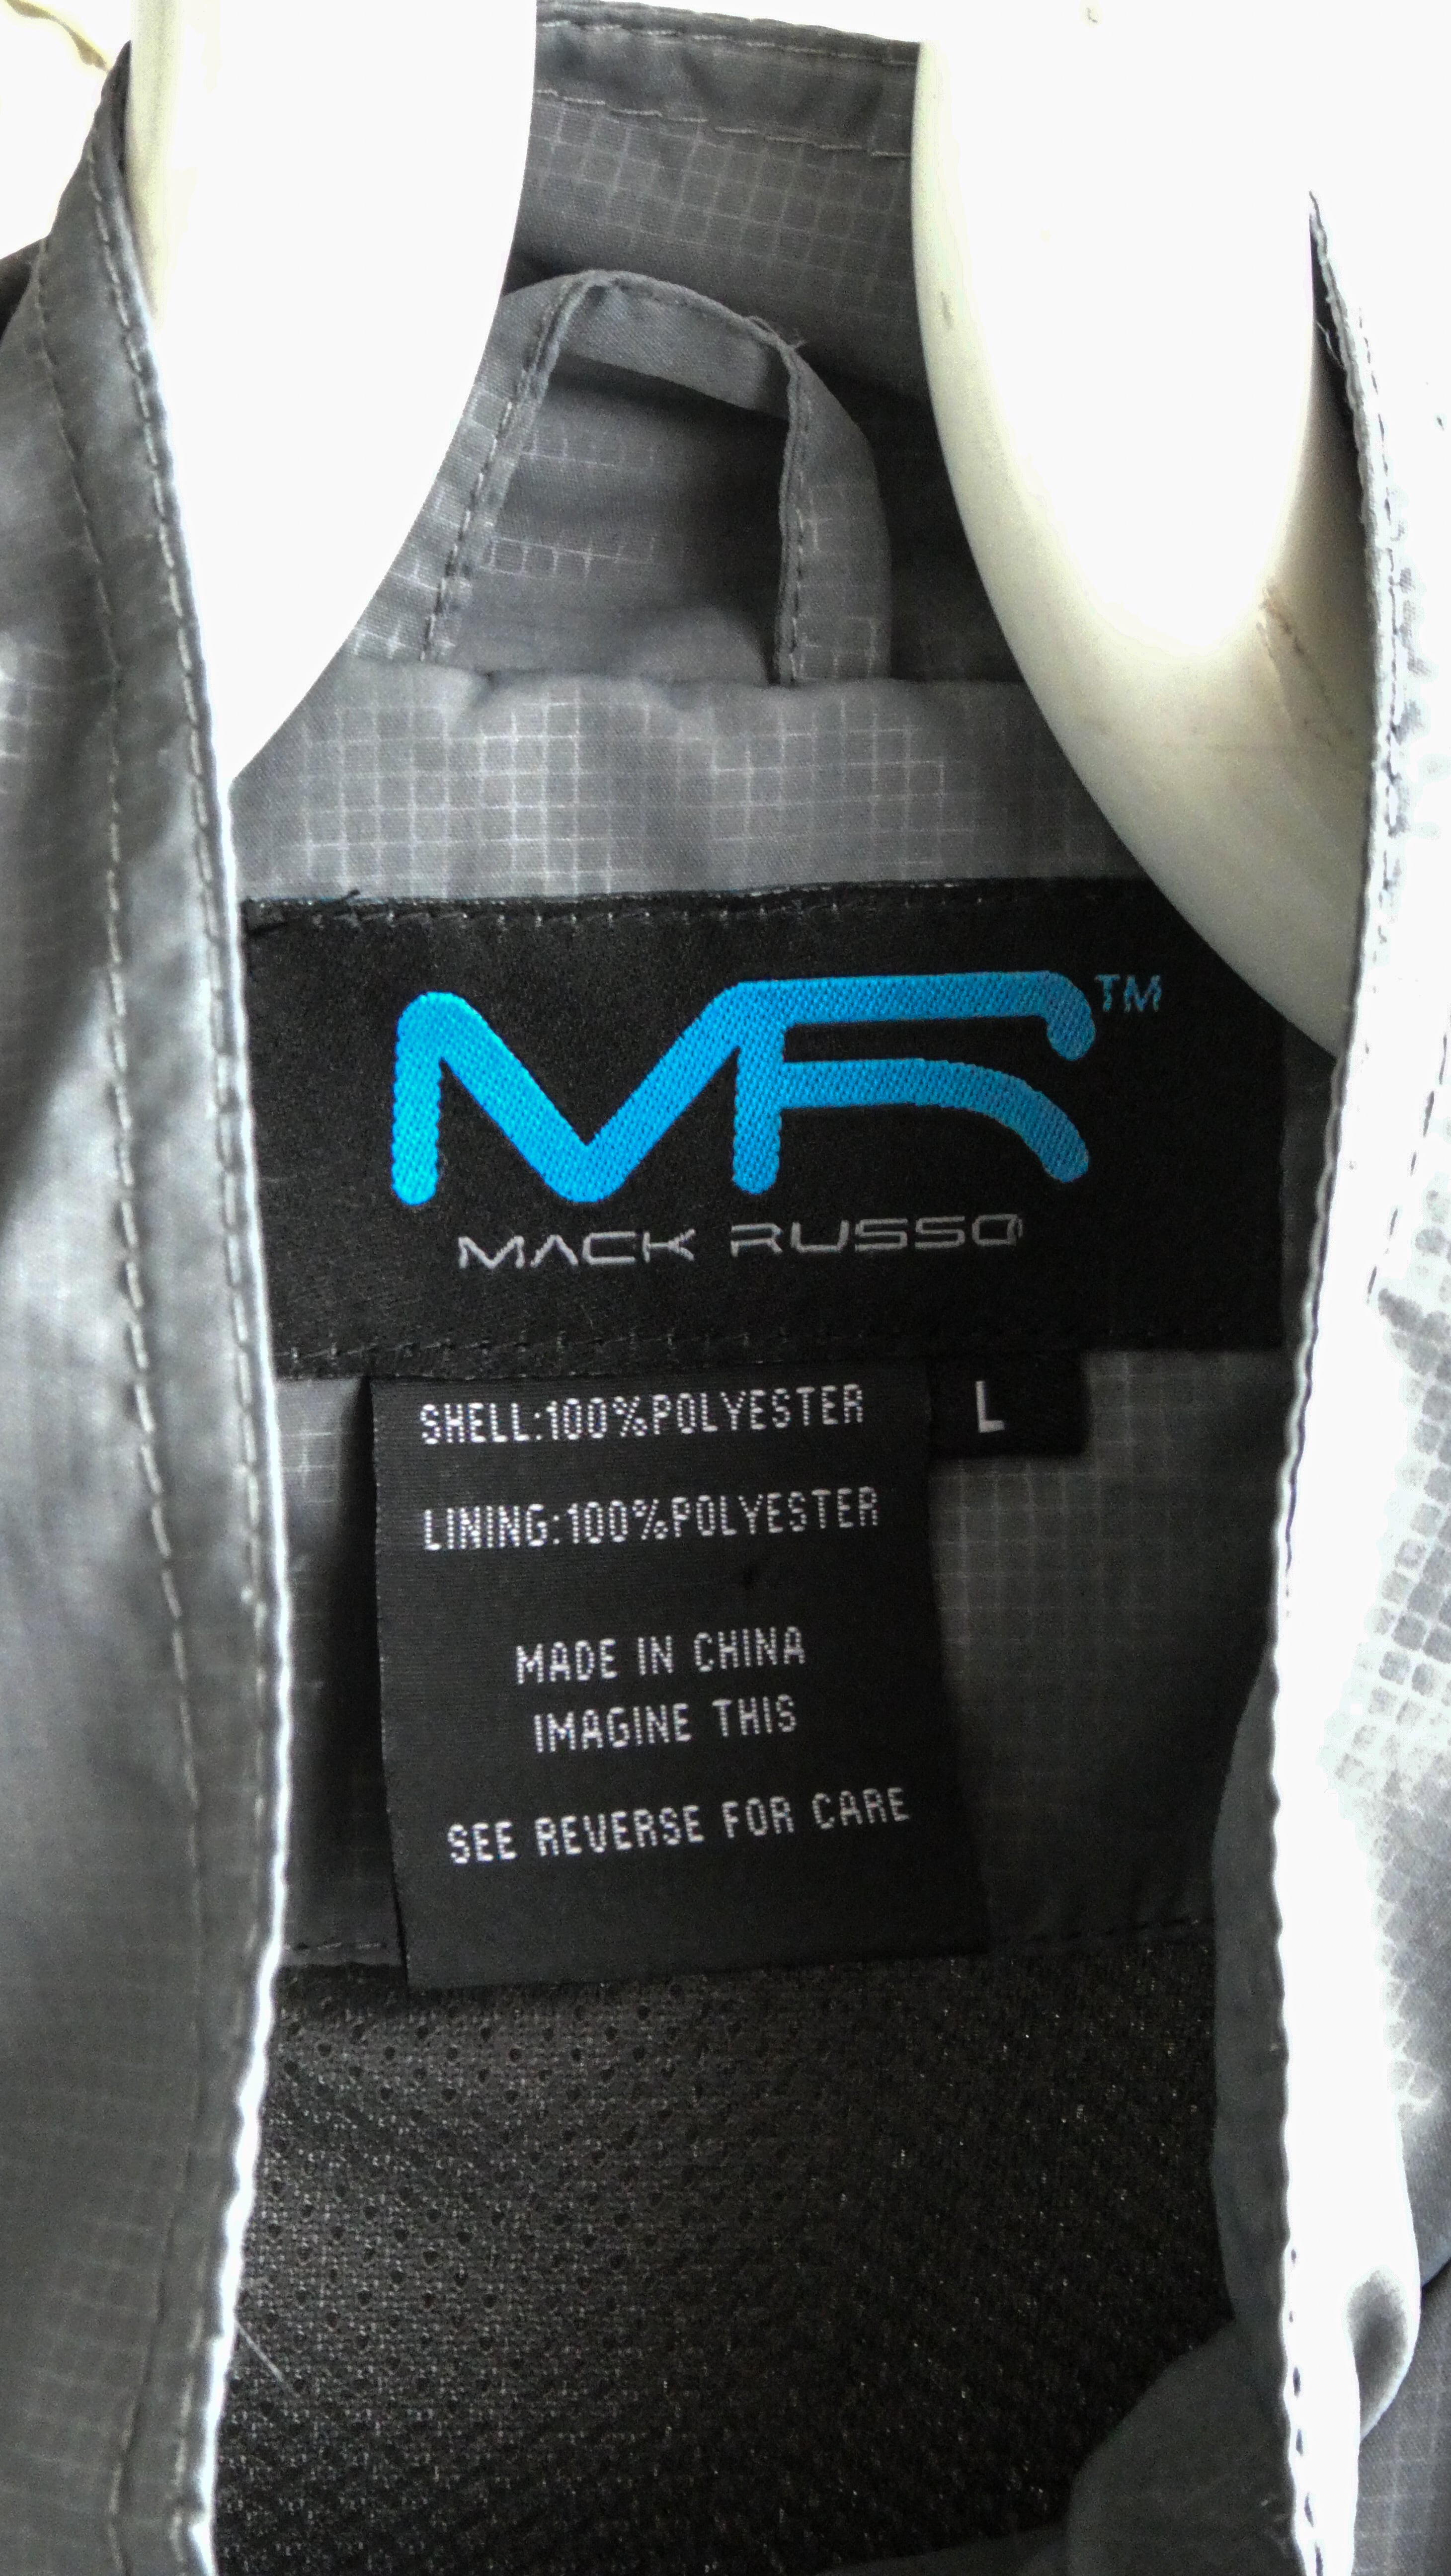 MR™
MACK RUSSO
SHELL:100%POLYESTER
L
LINING:100%POLYESTER
MADE IN CHINA
IMAGINE THIS
SEE REVERSE FOR CARE